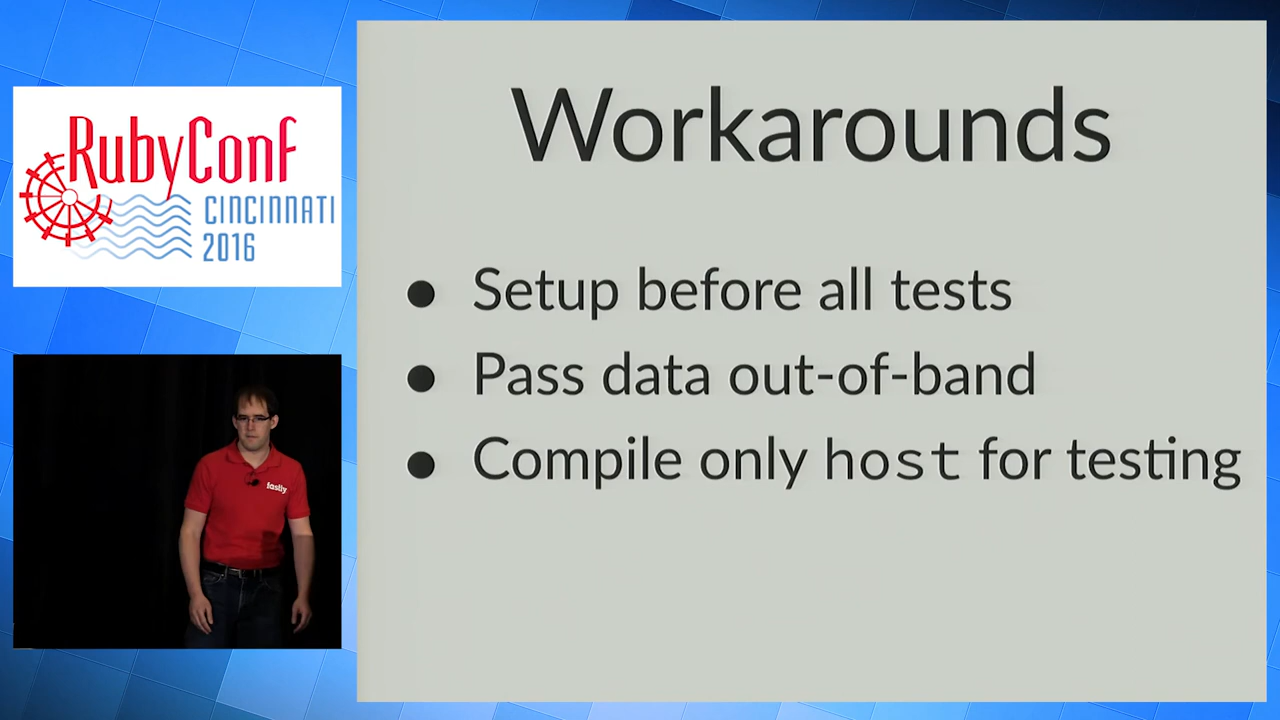 RubyConf
CINCINNATI
2016
fastly
Workarounds
● Setup before all tests
● Pass data out-of-band
● Compile only host for testing